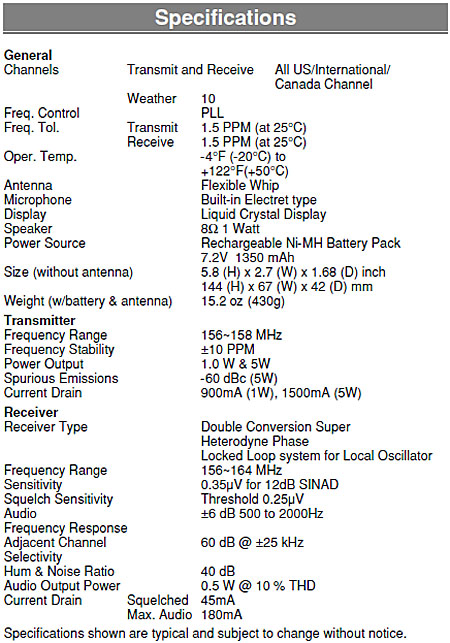 Specifications
General
Channels Transmit and Receive All US/International/
Canada Channel
Weather 10
Freq. Control PLL
Freq. Tol. Transmit 1.5 PPM (at 25°C)
Receive 1.5 PPM (at 25°C)
Oper. Temp. -4°F (-20°C) to
+122°F(+50°C)
Antenna Flexible Whip
Microphone Built-in Electret type
Display Liquid Crystal Display
Speaker 8Ω 1 Watt
Power Source Rechargeable Ni-MH Battery Pack
7.2V 1350 mAh
Size (without antenna) 5.8 (H) x 2.7 (W) x 1.68 (D) inch
144 (H) x 67 (W) x 42 (D) mm
Weight (w/battery & antenna) 15.2 oz (430g)
Transmitter
Frequency Range 156~158 MHz
Frequency Stability ±10 PPM
Power Output 1.0 W & 5W
Spurious Emissions -60 dBc (5W)
Current Drain 900mA (1W), 1500mA (5W)
Receiver
Receiver Type Double Conversion Super
Heterodyne Phase
Locked Loop system for Local Oscillator
Frequency Range 156~164 MHz
Sensitivity 0.35µV for 12dB SINAD
Squelch Sensitivity Threshold 0.25µV
Audio ±6 dB 500 to 2000Hz
Frequency Response
Adjacent Channel 60 dB @ ±25 kHz
Selectivity
Hum & Noise Ratio 40 dB
Audio Output Power 0.5 W @ 10 % THD
Current Drain Squelched 45mA
Max. Audio 180mA
Specifications shown are typical and subject to change without notice.